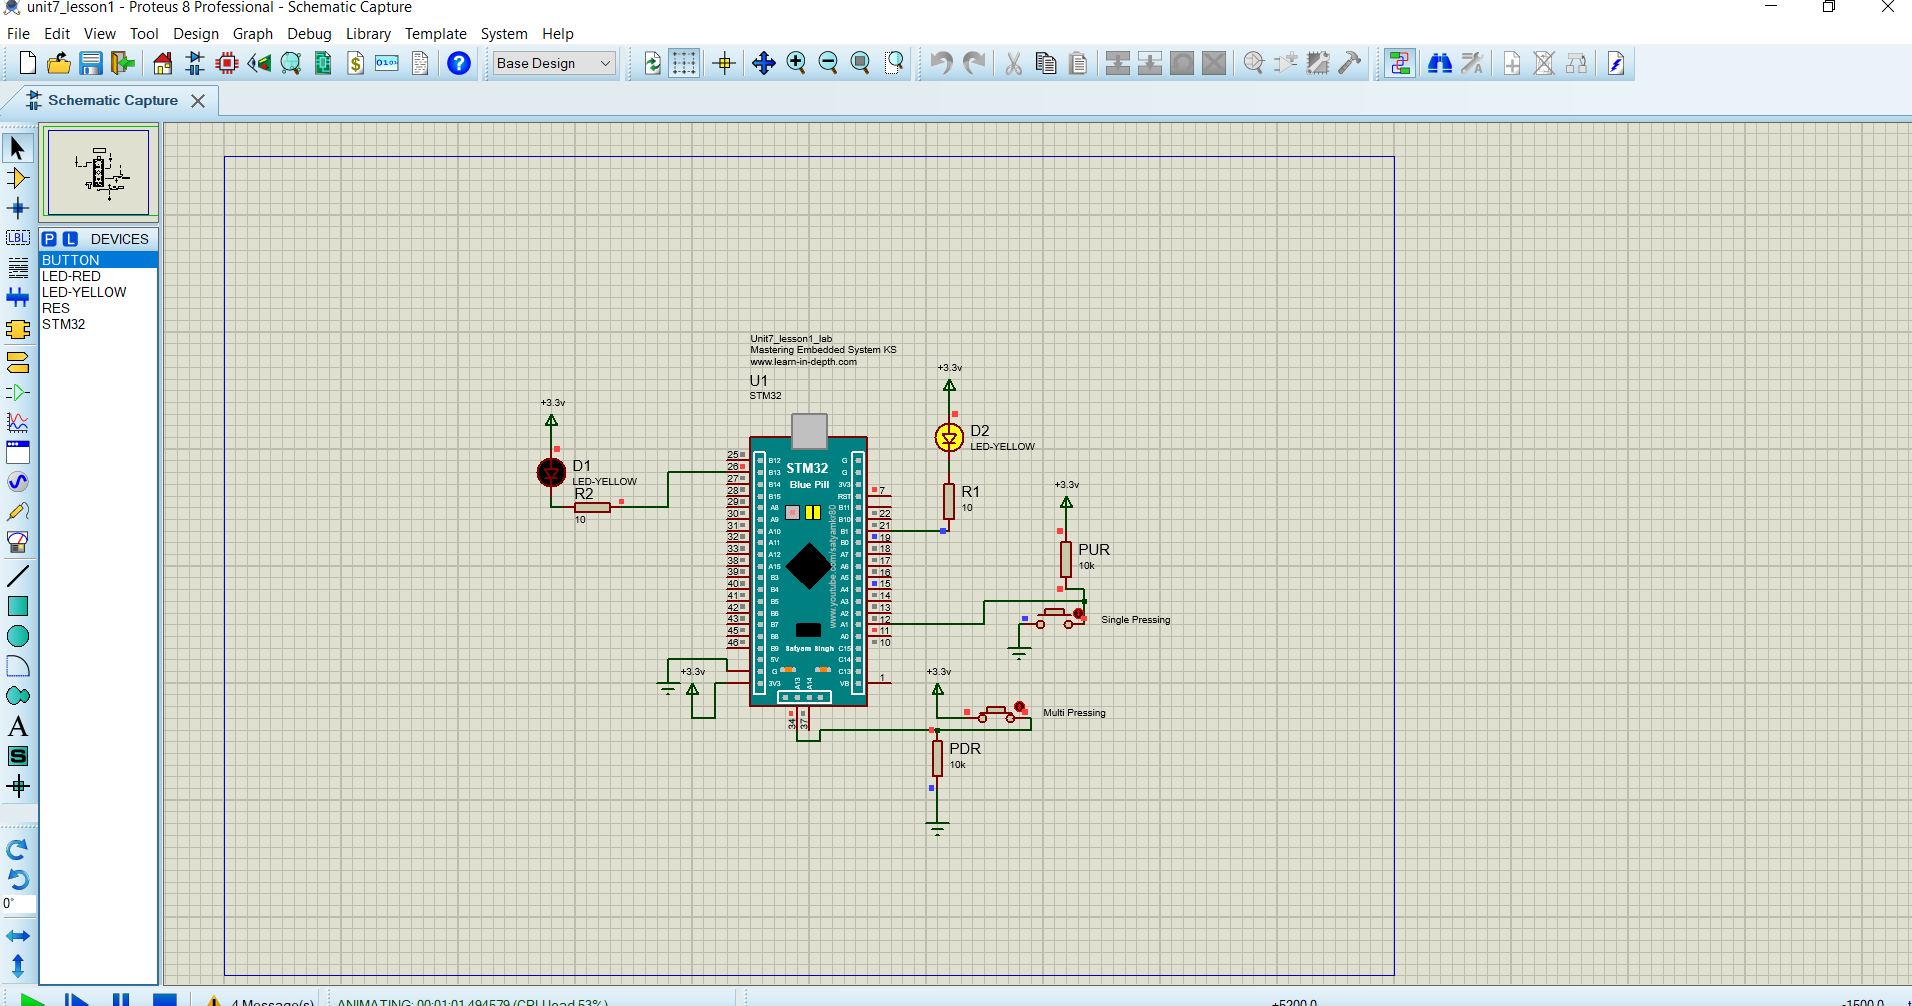 unit7_lesson1 - Proteus 8 Professional - Schematic Capture
File Edit View Tool Design Graph Debug Library Template System Help
Base Design
Schematic Capture
P L DEVICES
BUTTON
LED-RED
LED-YELLOW
RES
STM32
LBL
A
S
0°
Unit7_lesson1_lab
Mastering Embedded System KS
www.learn-in-depth.com
U1
STM32
+3.3v
D1
LED-YELLOW
R2
10
+3.3v
D2
LED-YELLOW
R1
10
+3.3v
PUR
10k
Single Pressing
+3.3v
Multi Pressing
PDR
10k
+3.3v
STM32
Blue Pill
www.youtube.com/satyamkr80
Satyam Singh
25 B12
26 B13
27 B14
28 B15
29 A8
30 A9
31 A10
32 A11
33 A12
38 A15
39 B3
40 B4
41 B5
42 B6
43 B7
45 B8
46 B9
5V
G
3V3
G
G
3V3
RST 7
B11 22
B10 21
B1 19
B0 18
A7 17
A6 16
A5 15
A4 14
A3 13
A2 12
A1 11
A0 10
C15
C14
C13
VB 1
A13
A14
34
37
4 Message(s)
ANIMATING: 00:01:01.494579 (CPU load 53%)
+5200.0
-1500.0